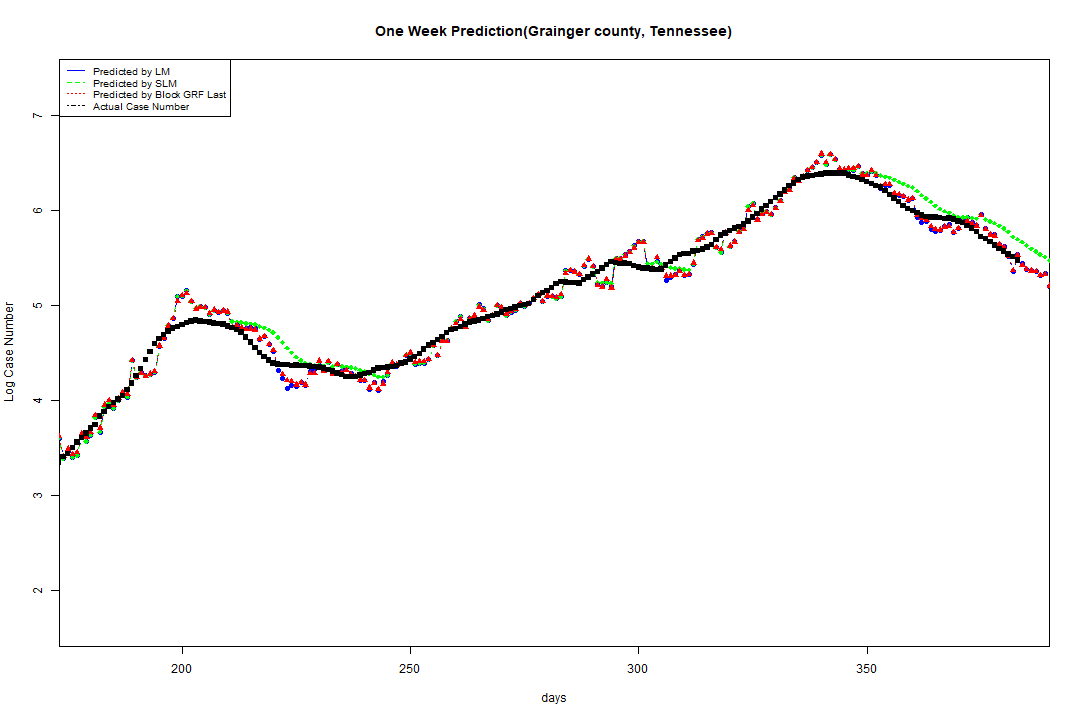 One Week Prediction(Grainger county, Tennessee)
Predicted by LM
Predicted by SLM
Predicted by Block GRF Last
Actual Case Number
7
6
5
4
3
2
Log Case Number
200 250 300 350
days